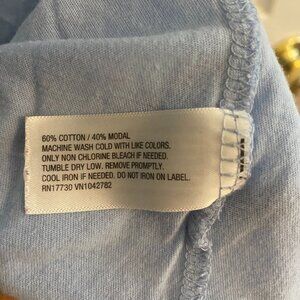 60% COTTON / 40% MODAL
MACHINE WASH COLD WITH LIKE COLORS.
ONLY NON CHLORINE BLEACH IF NEEDED.
TUMBLE DRY LOW. REMOVE PROMPTLY.
COOL IRON IF NEEDED. DO NOT IRON ON LABEL.
RN17730 VN1042782